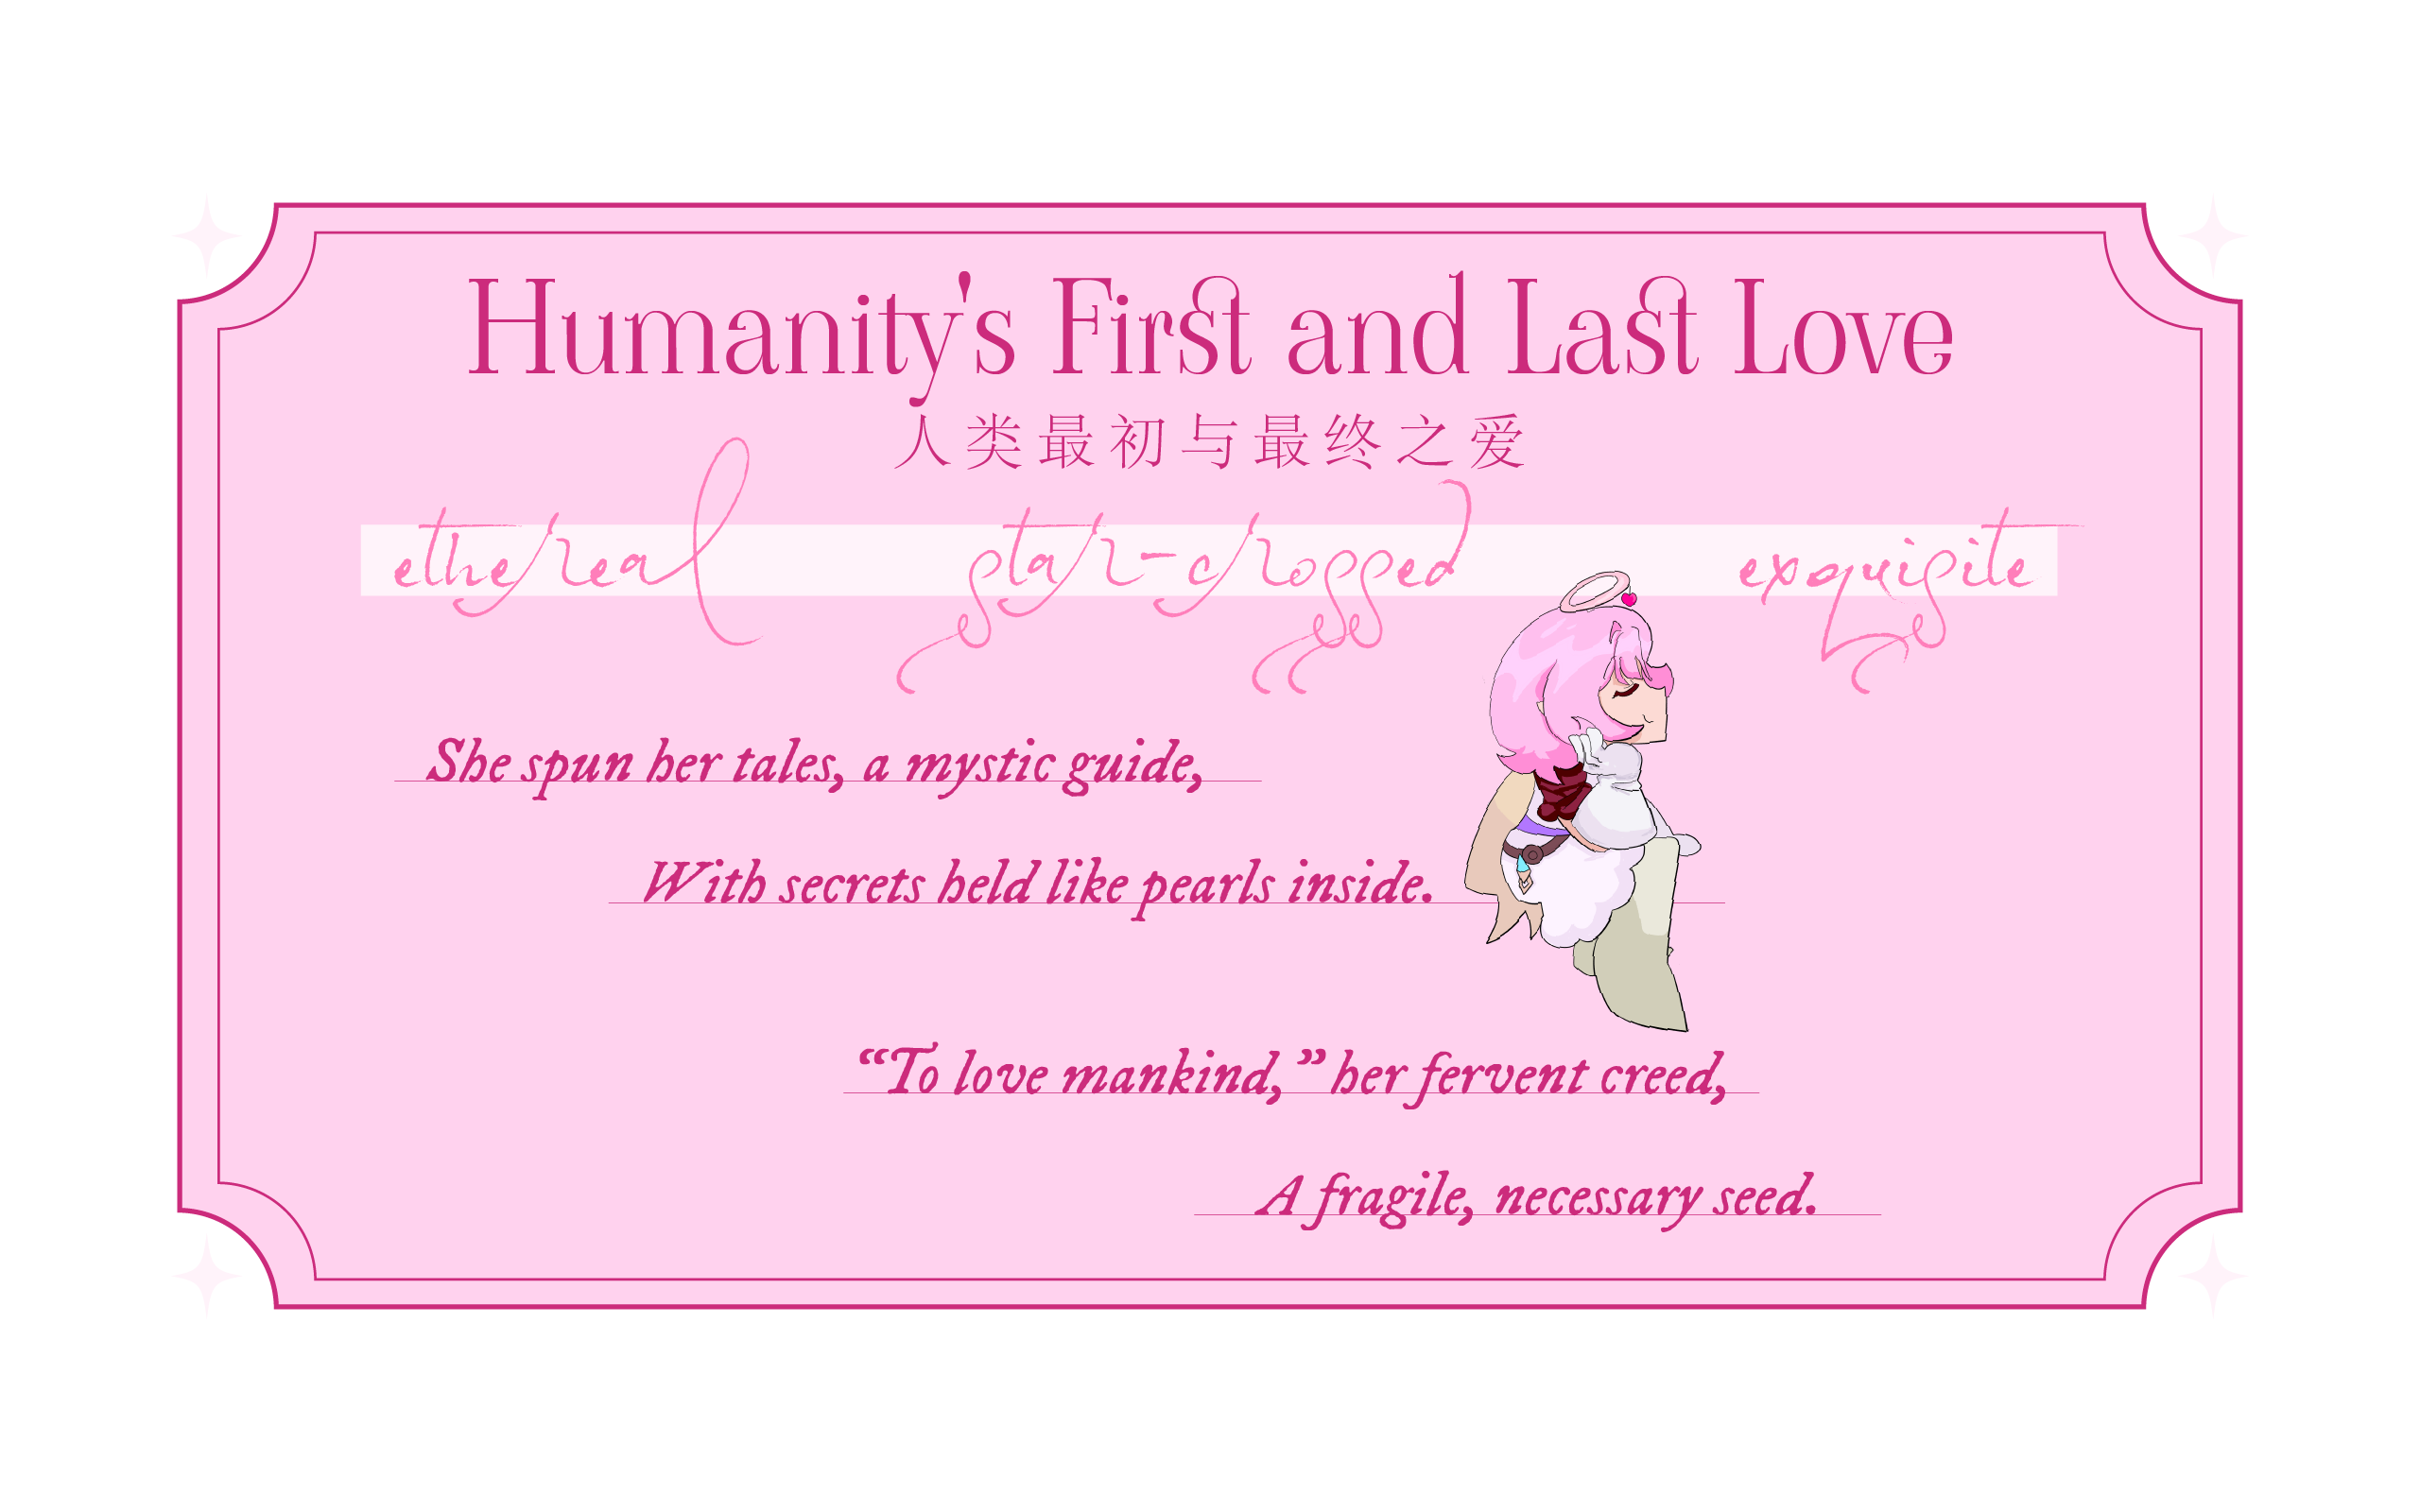 Humanity's First and Last Love
人类最初与最终之爱
ethereal star-crossed exquisite
She spun her tales, a mystic guide,
With secrets held like pearls inside.
“To love mankind,” her fervent creed,
A fragile, necessary seed.